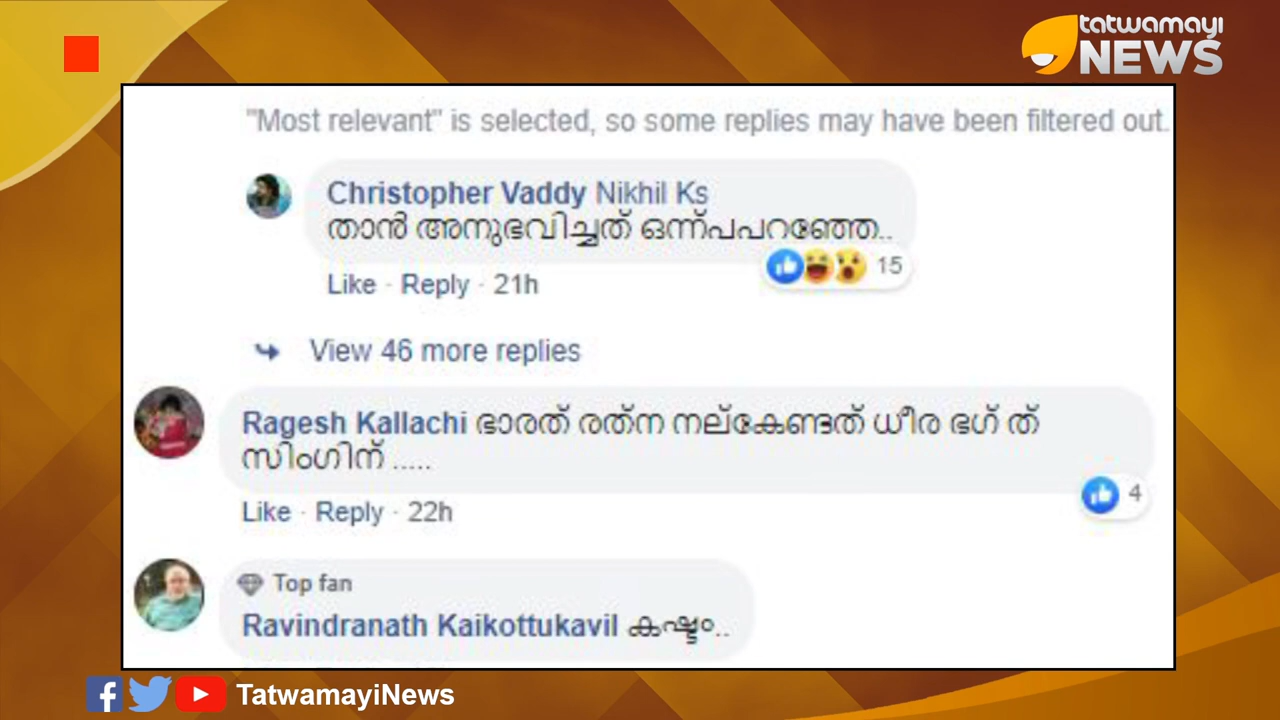 tatwamayi
NEWS
"Most relevant" is selected, so some replies may have been filtered out.
Christopher Vaddy Nikhil Ks
താൻ അനുഭവിച്ചത് ഒന്ന്പപറഞ്ഞേ..
15
Like · Reply · 21h
View 46 more replies
Ragesh Kallachi ഭാരത് രത്ന നല്കേണ്ടത് ധീര ഭഗ് ത്
സിംഗിന് .....
4
Like · Reply · 22h
Top fan
Ravindranath Kaikottukavil കഷ്ടം..
TatwamayiNews